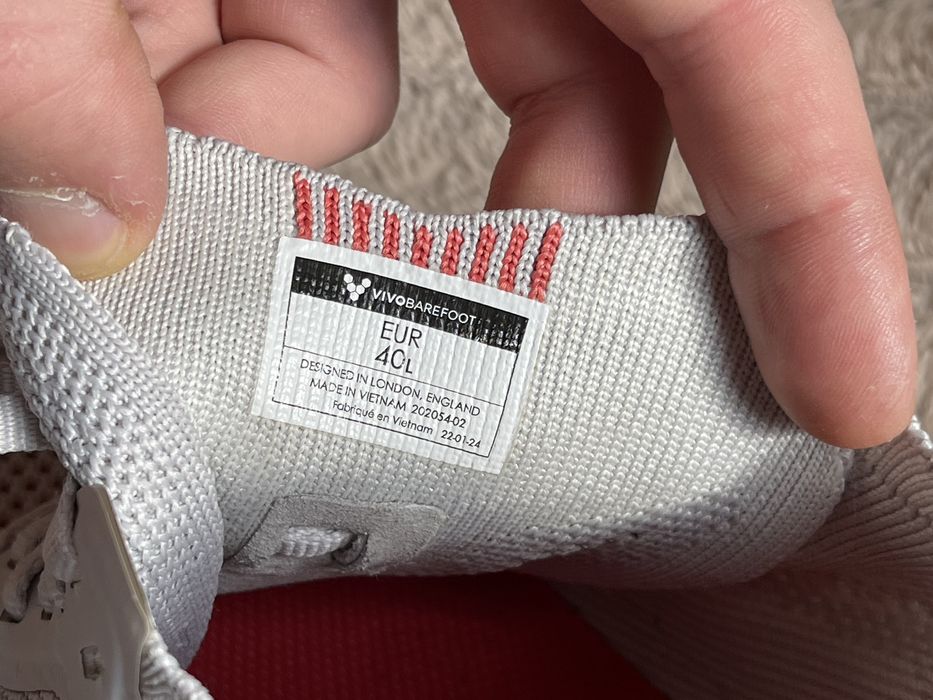 VIVOBAREFOOT
EUR
40L
DESIGNED IN LONDON, ENGLAND
MADE IN VIETNAM 202054-02
Fabriqué en Vietnam 22-01-24